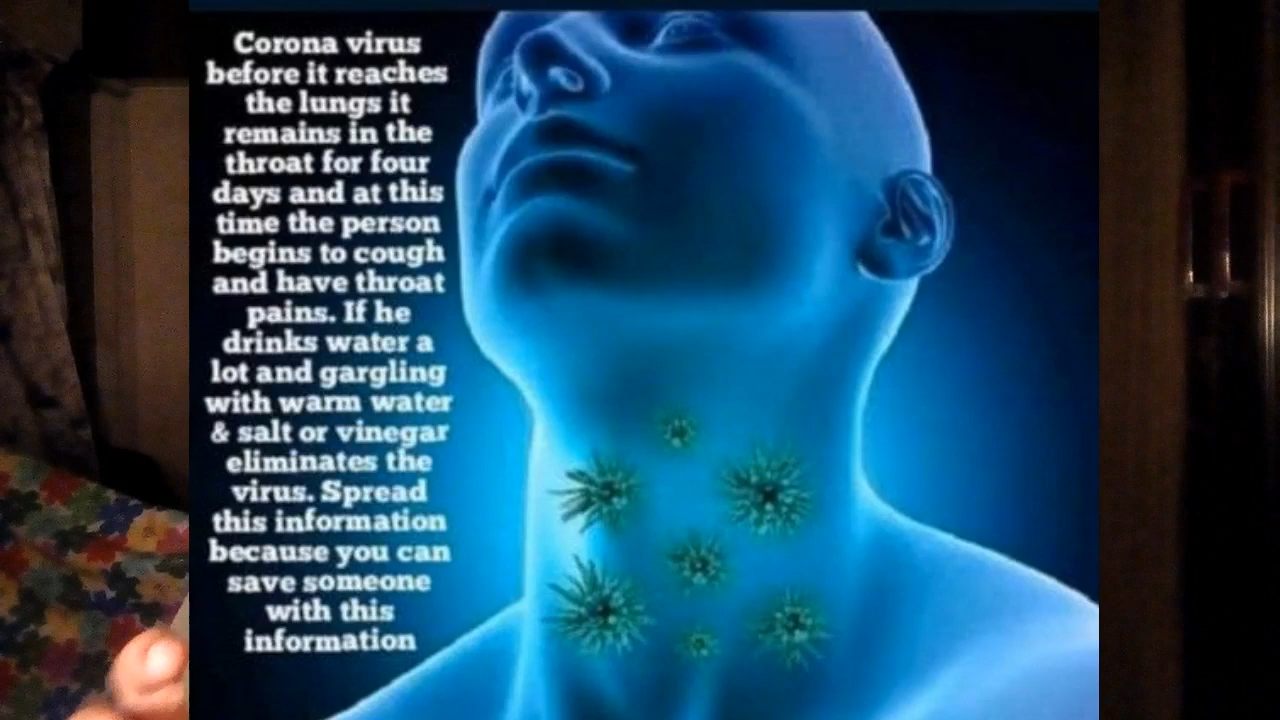 Corona virus
before it reaches
the lungs it
remains in the
throat for four
days and at this
time the person
begins to cough
and have throat
pains. If he
drinks water a
lot and gargling
with warm water
& salt or vinegar
eliminates the
virus. Spread
this information
because you can
save someone
with this
information